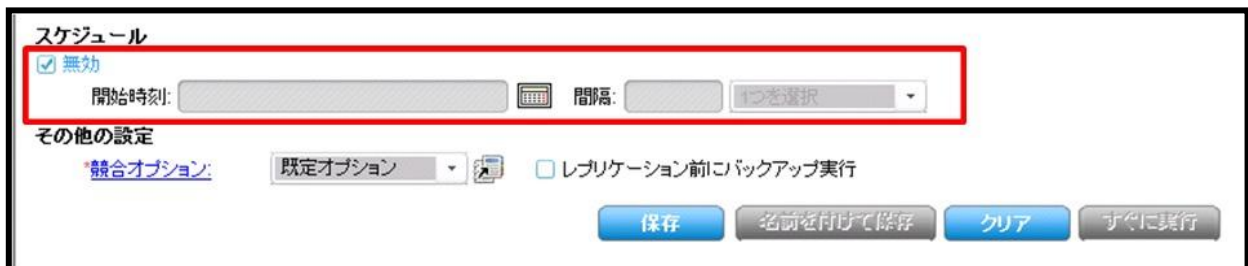 スケジュール
無効
開始時刻: 間隔: 1つを選択
その他の設定
*競合オプション: 既定オプション レプリケーション前にバックアップ実行
保存 名前を付けて保存 クリア すぐに実行